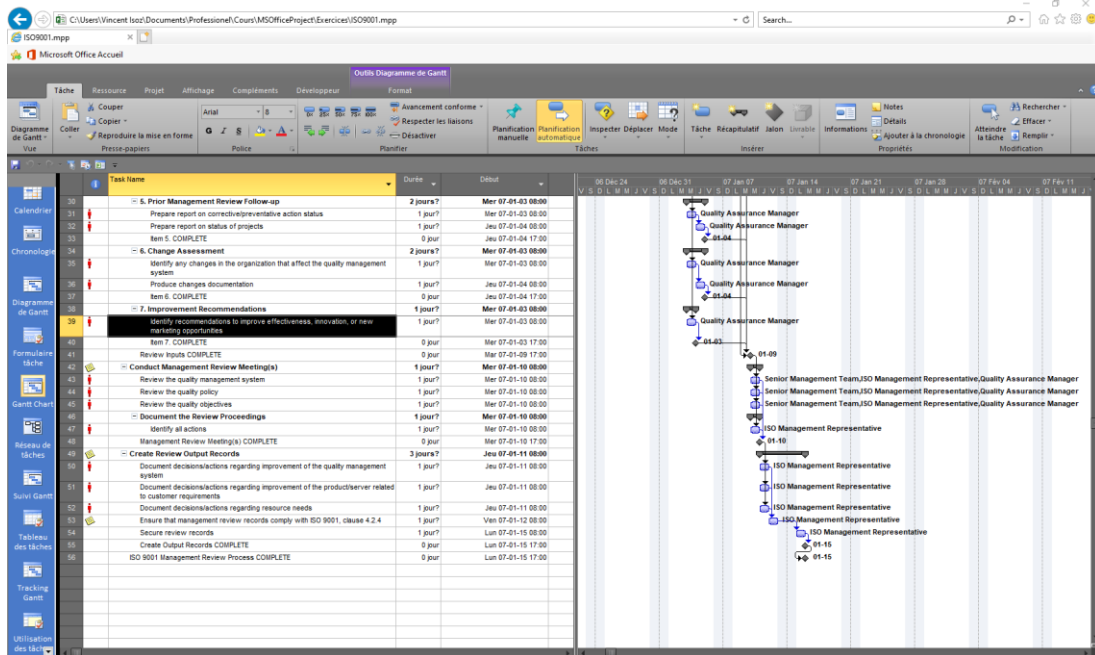 C:\Users\Vincent Isoz\Documents\Professionel\Cours\MSOfficeProject\Exercices\ISO9001.mpp
Search...
ISO9001.mpp
Microsoft Office Accueil
Outils Diagramme de Gantt
Tâche Ressource Projet Affichage Compléments Développeur Format
Diagramme de Gantt
Vue
Coller
Couper
Copier
Reproduire la mise en forme
Presse-papiers
Arial 8
G I S
Police
0% 25% 50% 75% 100%
Avancement conforme
Respecter les liaisons
Désactiver
Planifier
Planification manuelle
Planification automatique
Inspecter Déplacer Mode
Tâches
Tâche Récapitulatif Jalon Livrable
Insérer
Informations
Notes
Détails
Ajouter à la chronologie
Propriétés
Atteindre la tâche
Rechercher
Effacer
Remplir
Modification
Calendrier
Chronologie
Diagramme de Gantt
Formulaire tâche
Gantt Chart
Réseau de tâches
Suivi Gantt
Tableau des tâches
Tracking Gantt
Utilisation des tâches
Task Name Durée Début
30 5. Prior Management Review Follow-up 2 jours? Mer 07-01-03 08:00
31 Prepare report on corrective/preventative action status 1 jour? Mer 07-01-03 08:00
32 Prepare report on status of projects 1 jour? Jeu 07-01-04 08:00
33 Item 5. COMPLETE 0 jour Jeu 07-01-04 17:00
34 6. Change Assessment 2 jours? Mer 07-01-03 08:00
35 Identify any changes in the organization that affect the quality management 1 jour? Mer 07-01-03 08:00
system
36 Produce changes documentation 1 jour? Jeu 07-01-04 08:00
37 Item 6. COMPLETE 0 jour Jeu 07-01-04 17:00
38 7. Improvement Recommendations 1 jour? Mer 07-01-03 08:00
39 Identify recommendations to improve effectiveness, innovation, or new 1 jour? Mer 07-01-03 08:00
marketing opportunities
40 Item 7. COMPLETE 0 jour Mer 07-01-03 17:00
41 Review Inputs COMPLETE 0 jour Mar 07-01-09 17:00
42 Conduct Management Review Meeting(s) 1 jour? Mer 07-01-10 08:00
43 Review the quality management system 1 jour? Mer 07-01-10 08:00
44 Review the quality policy 1 jour? Mer 07-01-10 08:00
45 Review the quality objectives 1 jour? Mer 07-01-10 08:00
46 Document the Review Proceedings 1 jour? Mer 07-01-10 08:00
47 Identify all actions 1 jour? Mer 07-01-10 08:00
48 Management Review Meeting(s) COMPLETE 0 jour Mer 07-01-10 17:00
49 Create Review Output Records 3 jours? Jeu 07-01-11 08:00
50 Document decisions/actions regarding improvement of the quality management 1 jour? Jeu 07-01-11 08:00
system
51 Document decisions/actions regarding improvement of the product/server related 1 jour? Jeu 07-01-11 08:00
to customer requirements
52 Document decisions/actions regarding resource needs 1 jour? Jeu 07-01-11 08:00
53 Ensure that management review records comply with ISO 9001, clause 4.2.4 1 jour? Ven 07-01-12 08:00
54 Secure review records 1 jour? Lun 07-01-15 08:00
55 Create Output Records COMPLETE 0 jour Lun 07-01-15 17:00
56 ISO 9001 Management Review Process COMPLETE 0 jour Lun 07-01-15 17:00
06 Déc 24 06 Déc 31 07 Jan 07 07 Jan 14 07 Jan 21 07 Jan 28 07 Fév 04 07 Fév 11
V S D L M M J V S D L M M J V S D L M M J V S D L M M J V S D L M M J V S D L M M J V S D L M M J V S D L M M J
Quality Assurance Manager
Quality Assurance Manager
01-04
Quality Assurance Manager
Quality Assurance Manager
01-04
Quality Assurance Manager
01-03
01-09
Senior Management Team,ISO Management Representative,Quality Assurance Manager
Senior Management Team,ISO Management Representative,Quality Assurance Manager
Senior Management Team,ISO Management Representative,Quality Assurance Manager
ISO Management Representative
01-10
ISO Management Representative
ISO Management Representative
ISO Management Representative
ISO Management Representative
ISO Management Representative
01-15
01-15